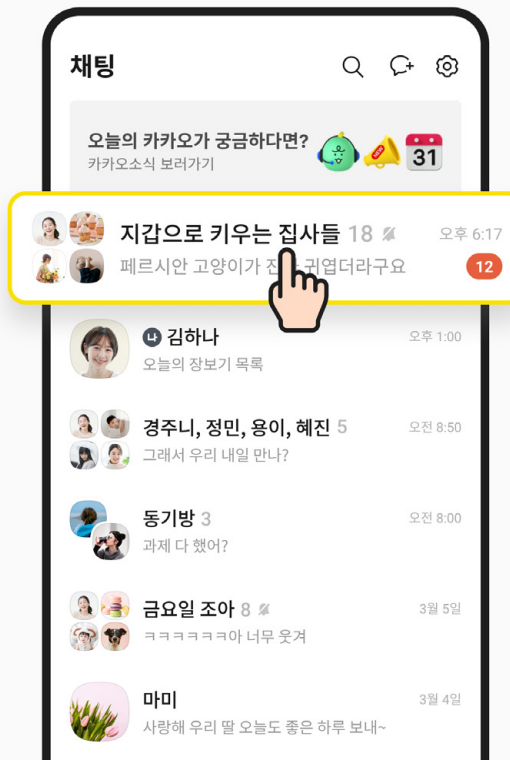 채팅
오늘의 카카오가 궁금하다면?
카카오소식 보러가기
31
지갑으로 키우는 집사들 18
오후 6:17
페르시안 고양이가 귀엽더라구요
12
나 김하나
오후 1:00
오늘의 장보기 목록
경주니, 정민, 용이, 혜진 5
오전 8:50
그래서 우리 내일 만나?
동기방 3
오전 8:00
과제 다 했어?
금요일 조아 8
3월 5일
ㅋㅋㅋㅋㅋㅋ아 너무 웃겨
마미
3월 4일
사랑해 우리 딸 오늘도 좋은 하루 보내~